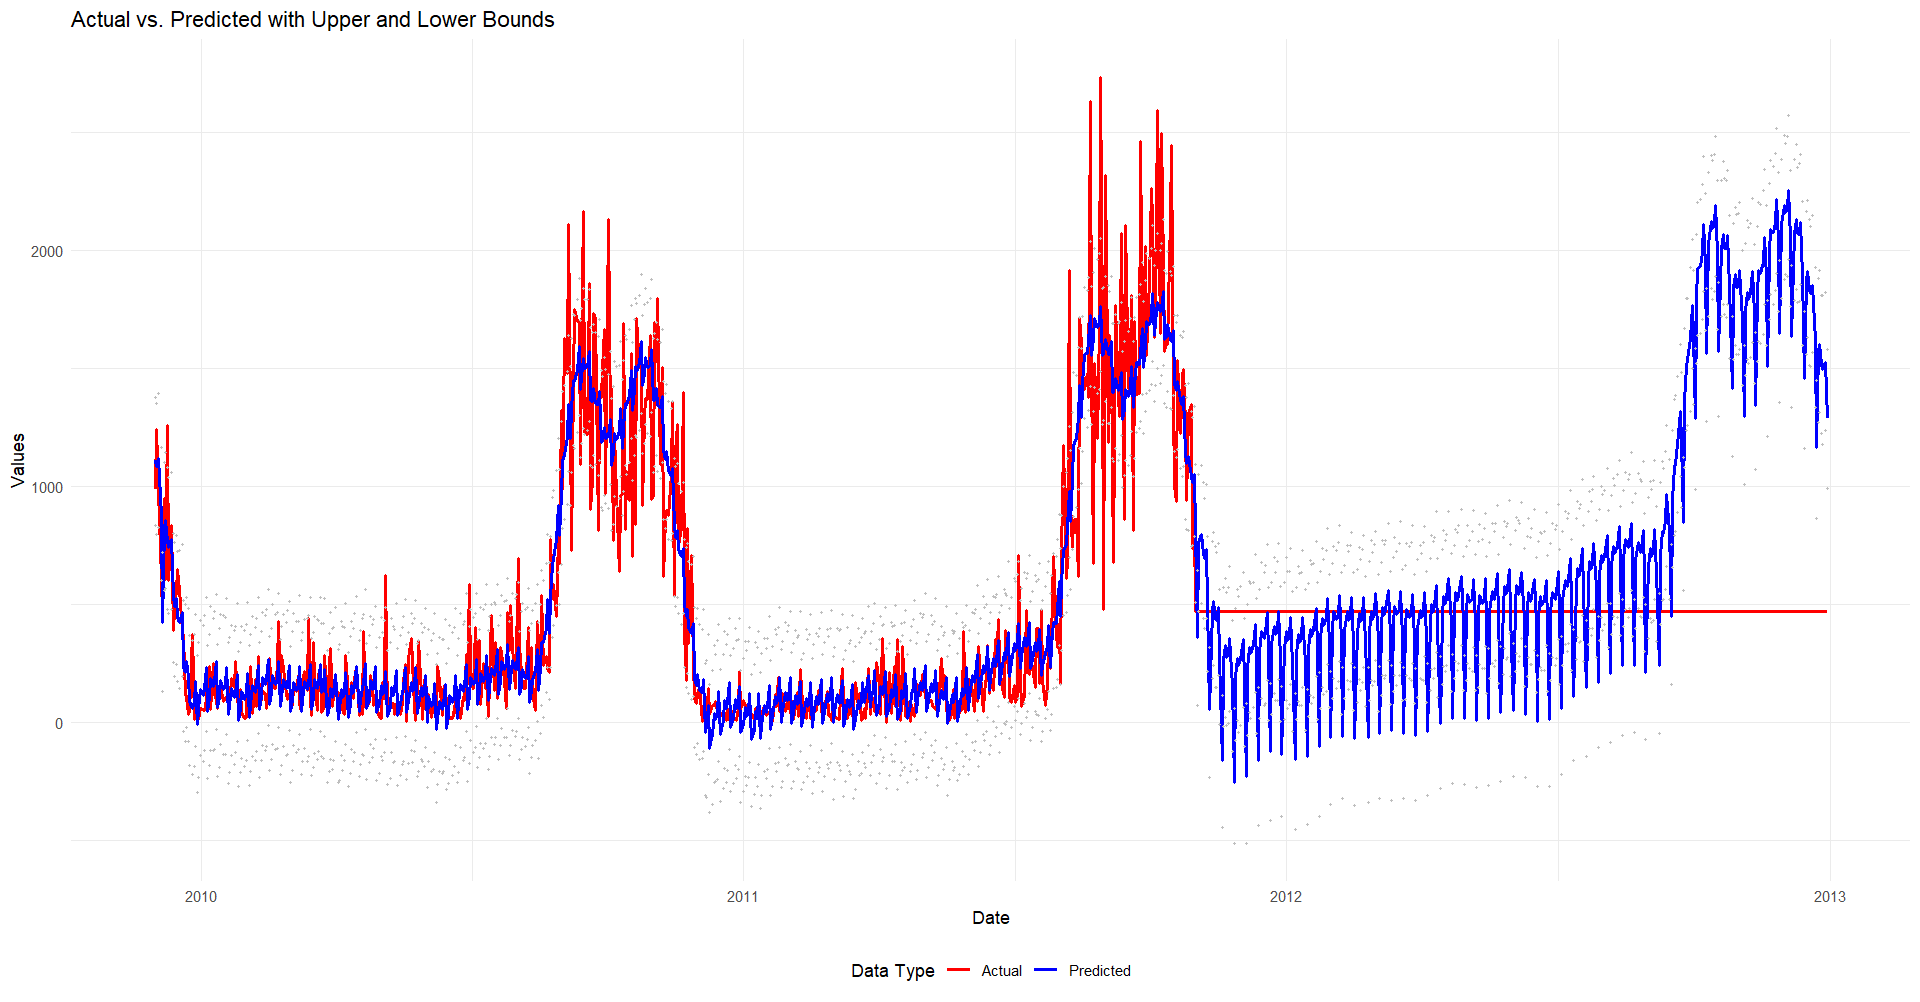 Actual vs. Predicted with Upper and Lower Bounds
Values
2000
1000
0
2010 2011 2012 2013
Date
Data Type Actual Predicted